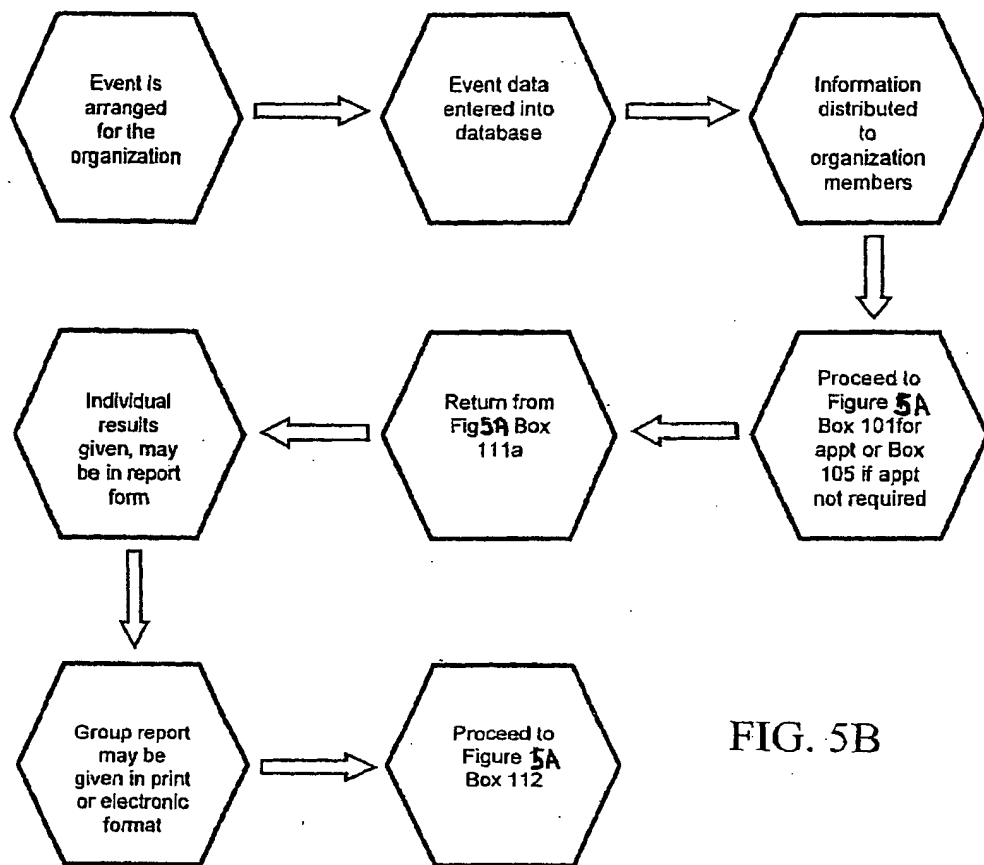 Event is
arranged
for the
organization
Event data
entered into
database
Information
distributed
to
organization
members
Proceed to
Figure 5A
Box 101for
appt or Box
105 if appt
not required
Return from
Fig5A Box
111a
Individual
results
given, may
be in report
form
Group report
may be
given in print
or electronic
format
Proceed to
Figure 5A
Box 112
FIG. 5B